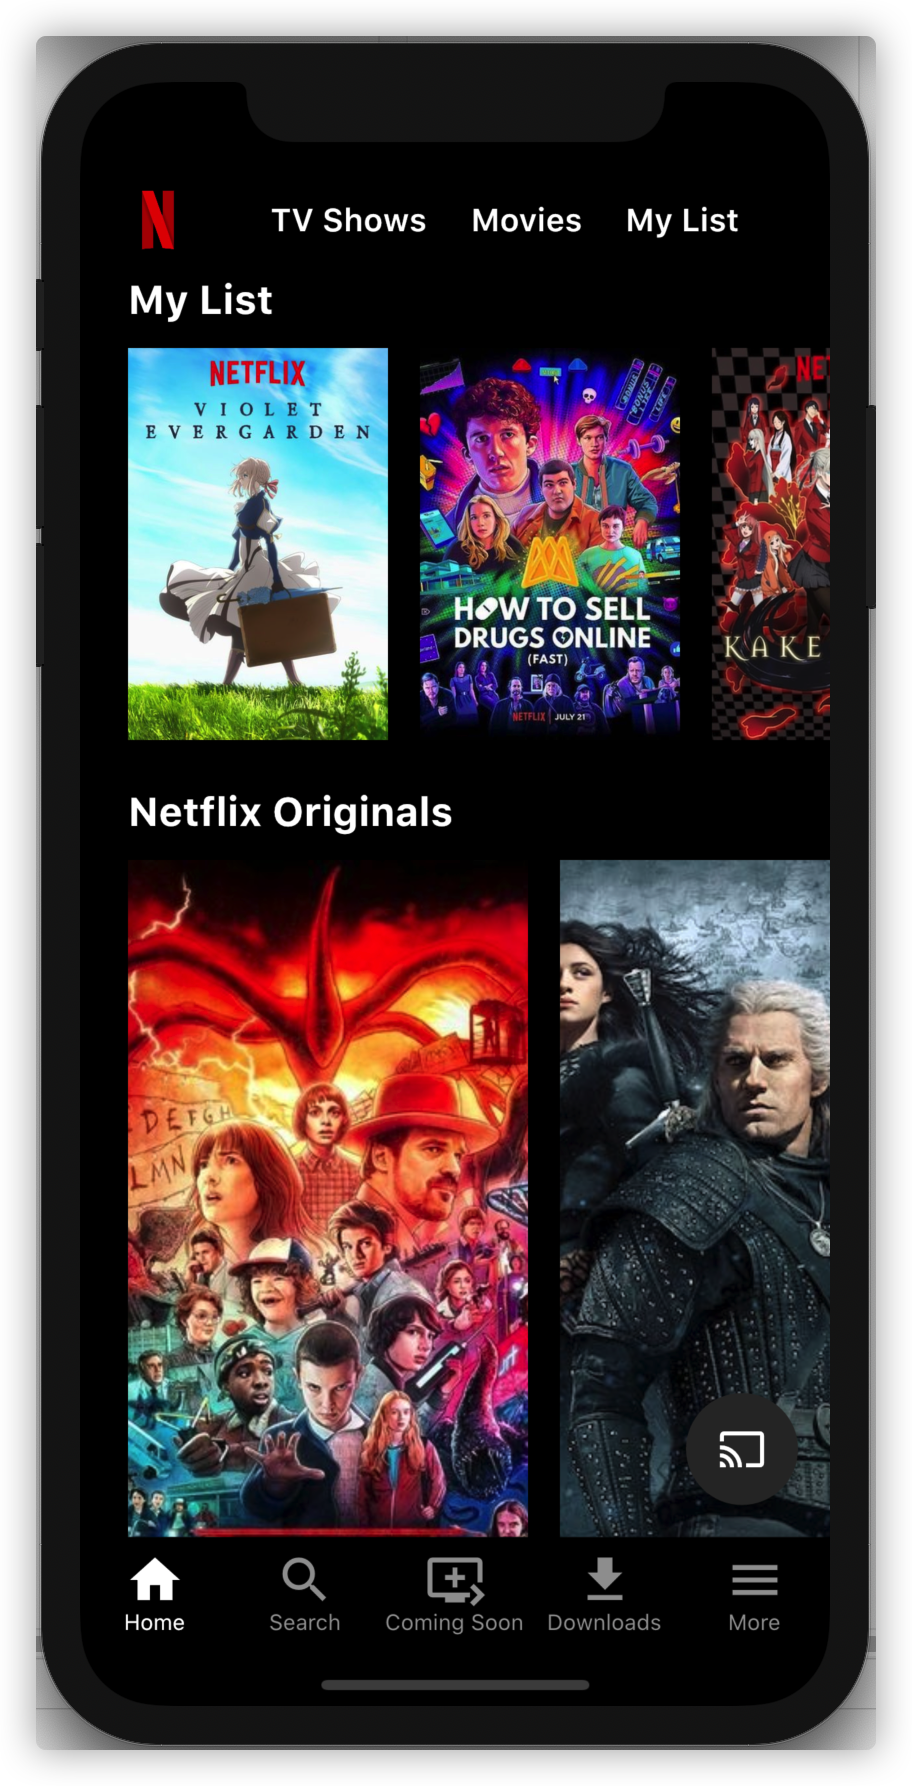 TV Shows Movies My List
My List
NETFLIX
VIOLET
EVERGARDEN
HOW TO SELL
DRUGS ONLINE
(FAST)
NETFLIX | JULY 21
NE
KAKE
Netflix Originals
DEFGH
LMN
Home Search Coming Soon Downloads More